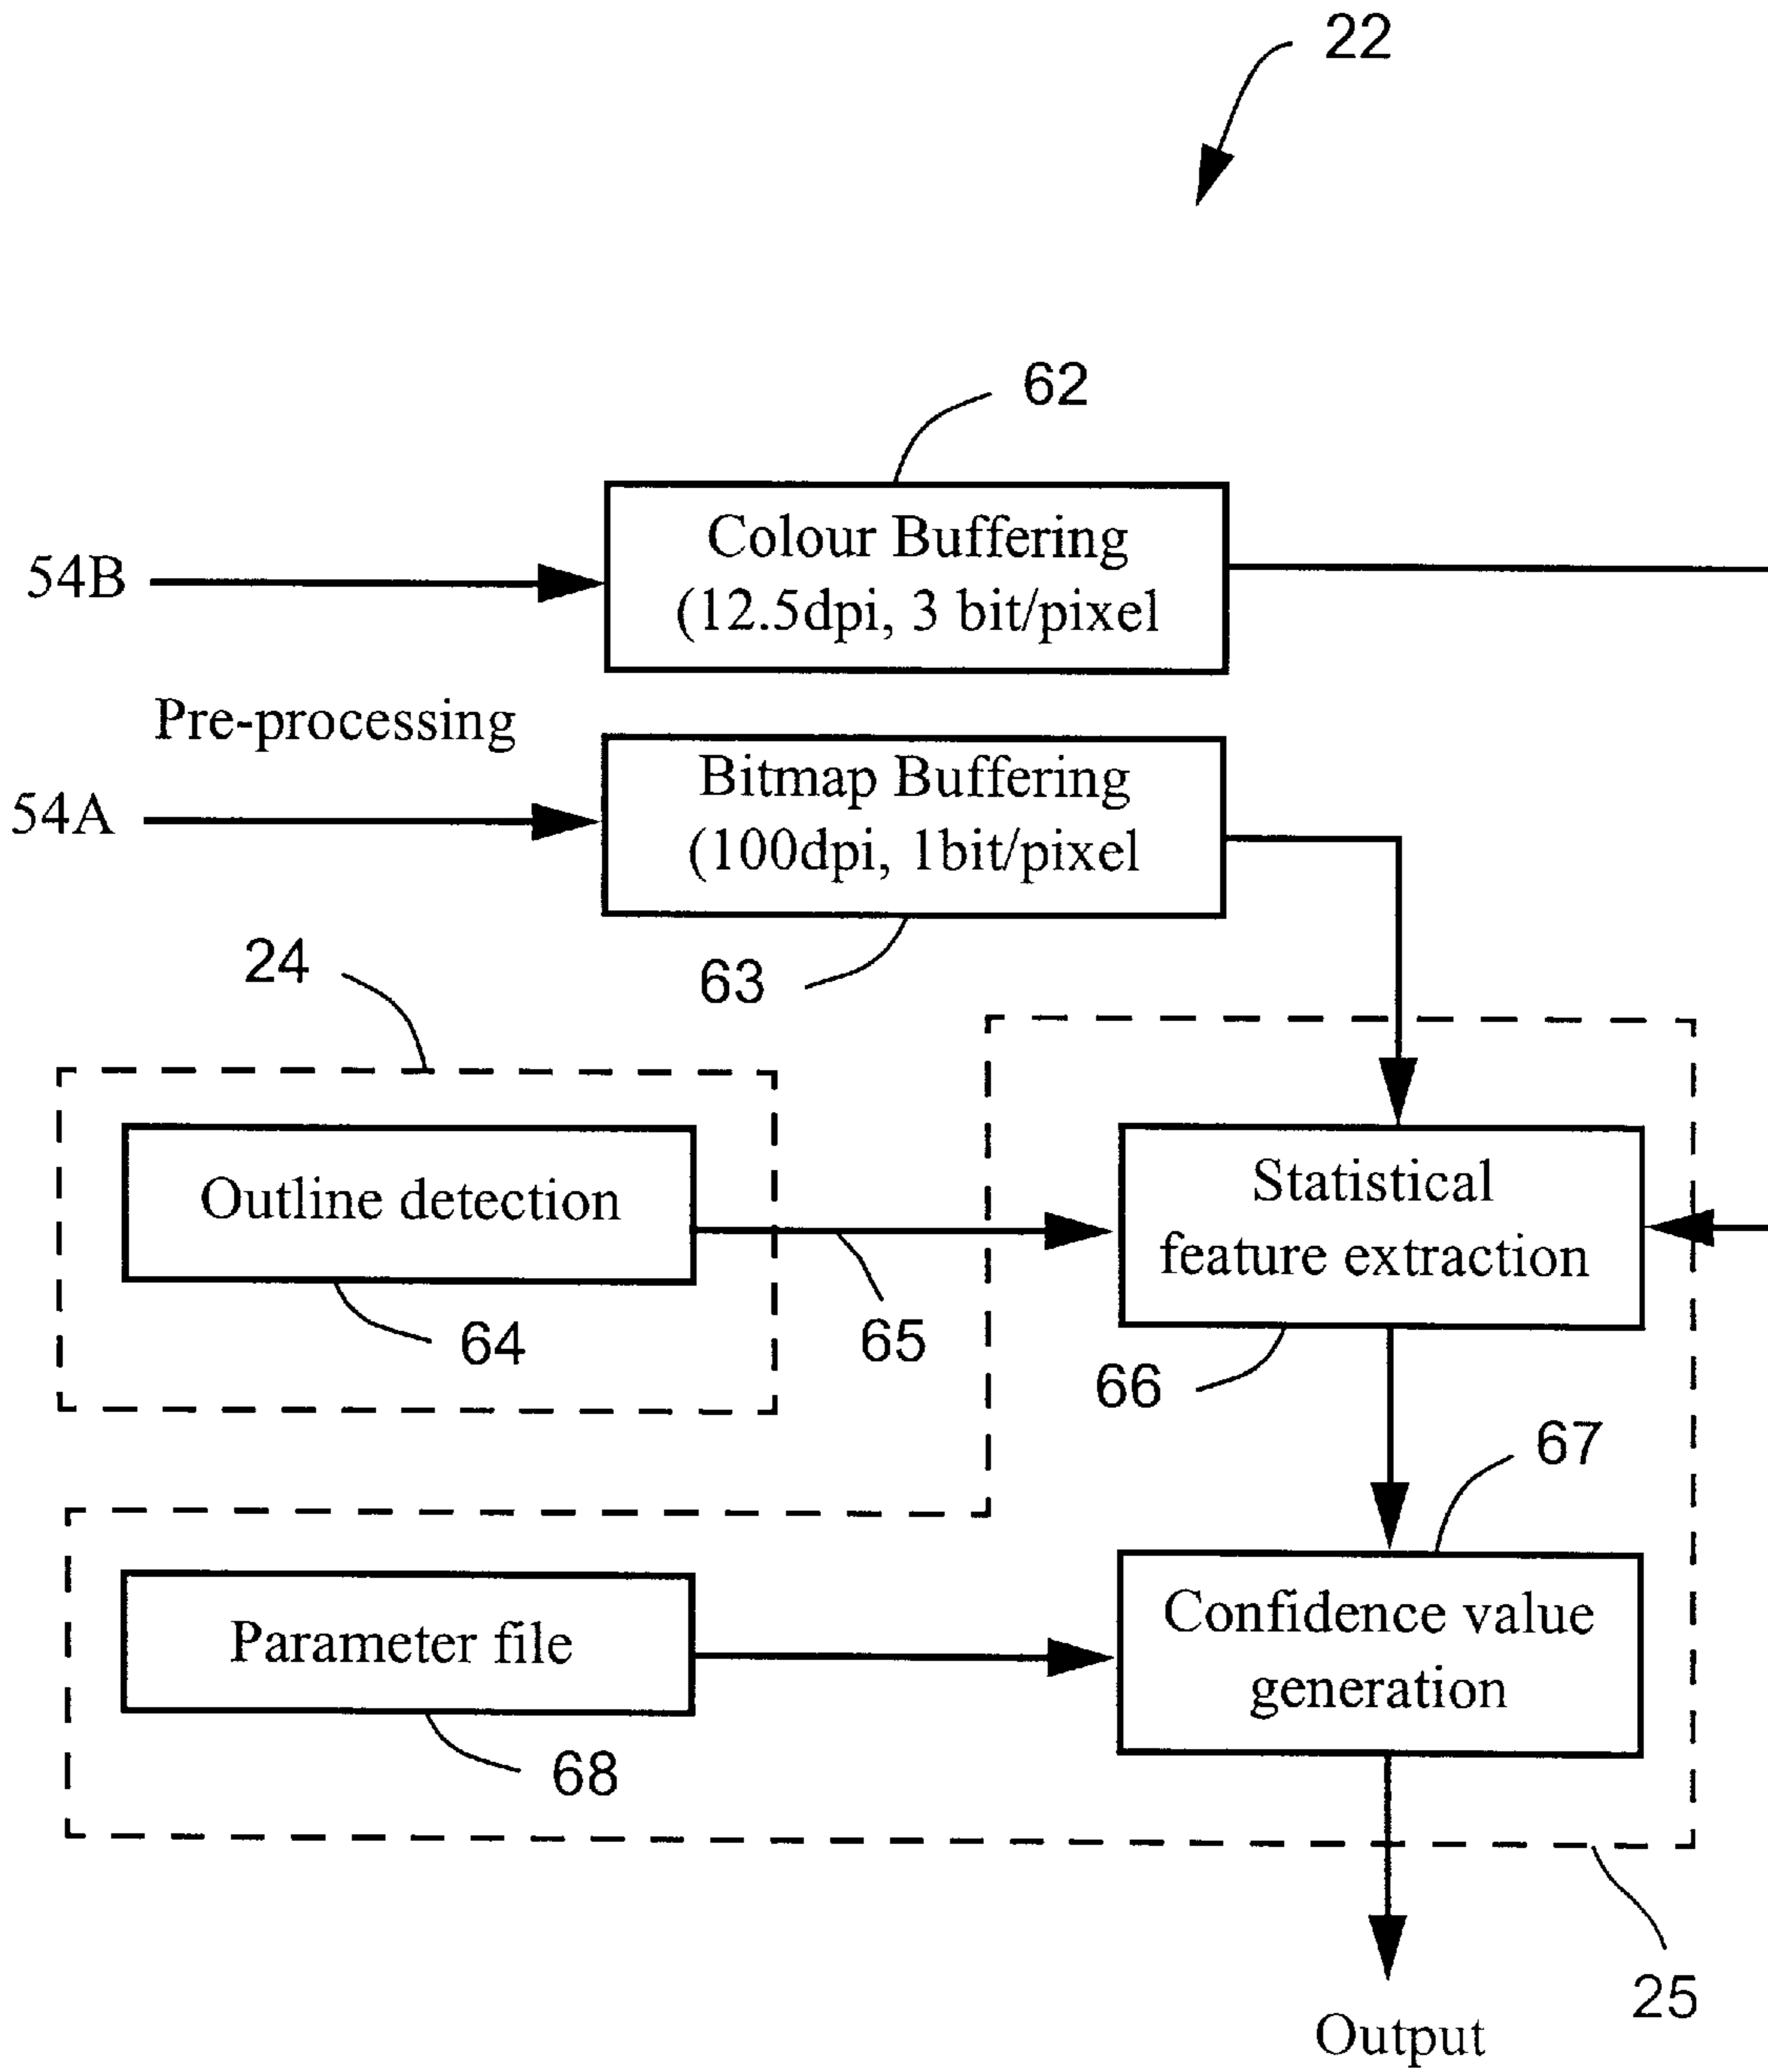 22
62
Colour Buffering
54B
(12.5dpi, 3 bit/pixel
Pre-processing
Bitmap Buffering
54A
(100dpi, 1bit/pixel
24
63
Statistical
Outline detection
feature extraction
64
65
66
67
Confidence value
Parameter file
generation
68
25
Output